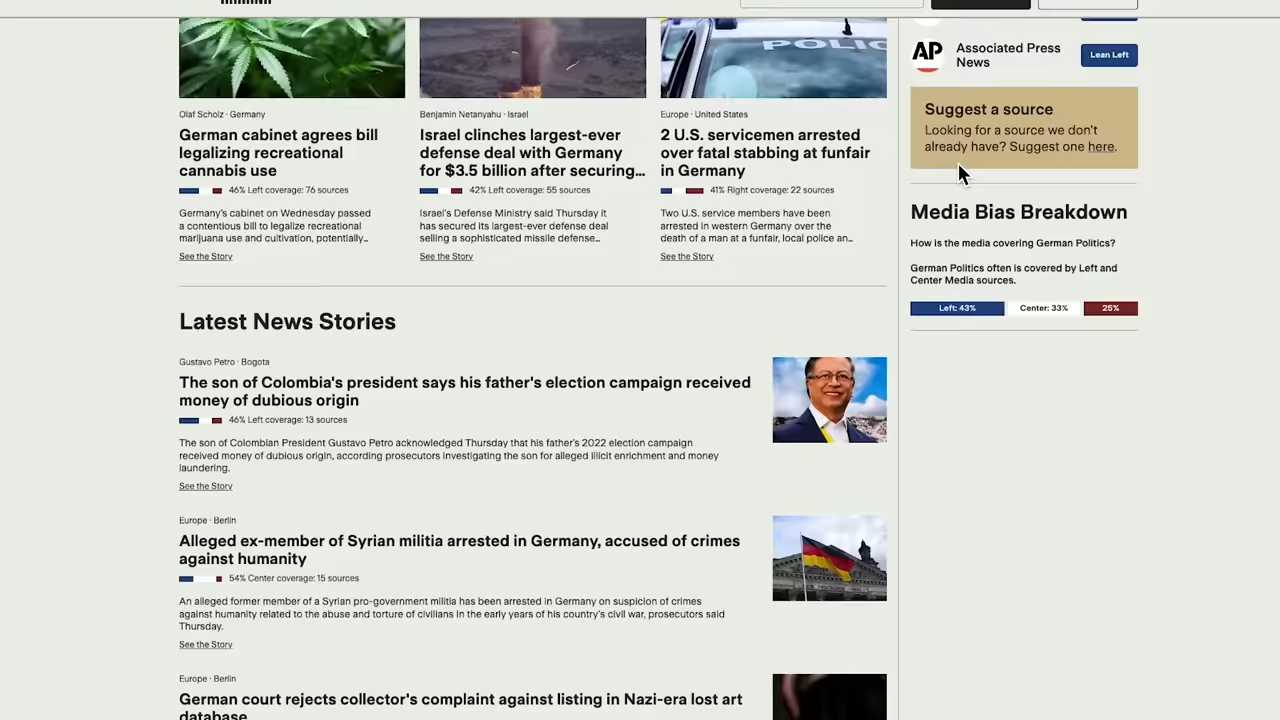 POLIC
Olaf Scholz · Germany
German cabinet agrees bill
legalizing recreational
cannabis use
46% Left coverage: 76 sources
Germany's cabinet on Wednesday passed
a contentious bill to legalize recreational
marijuana use and cultivation, potentially...
See the Story
Benjamin Netanyahu · Israel
Israel clinches largest-ever
defense deal with Germany
for $3.5 billion after securing...
42% Left coverage: 55 sources
Israel's Defense Ministry said Thursday it
has secured its largest-ever defense deal
selling a sophisticated missile defense...
See the Story
Europe · United States
2 U.S. servicemen arrested
over fatal stabbing at funfair
in Germany
41% Right coverage: 22 sources
Two U.S. service members have been
arrested in western Germany over the
death of a man at a funfair, local police an...
See the Story
Latest News Stories
Gustavo Petro · Bogota
The son of Colombia's president says his father's election campaign received
money of dubious origin
46% Left coverage: 13 sources
The son of Colombian President Gustavo Petro acknowledged Thursday that his father's 2022 election campaign
received money of dubious origin, according prosecutors investigating the son for alleged illicit enrichment and money
laundering.
See the Story
Europe · Berlin
Alleged ex-member of Syrian militia arrested in Germany, accused of crimes
against humanity
54% Center coverage: 15 sources
An alleged former member of a Syrian pro-government militia has been arrested in Germany on suspicion of crimes
against humanity related to the abuse and torture of civilians in the early years of his country's civil war, prosecutors said
Thursday.
See the Story
Europe · Berlin
German court rejects collector's complaint against listing in Nazi-era lost art
database
AP
Associated Press
News
Lean Left
Suggest a source
Looking for a source we don't
already have? Suggest one here.
Media Bias Breakdown
How is the media covering German Politics?
German Politics often is covered by Left and
Center Media sources.
Left: 43%
Center: 33%
25%